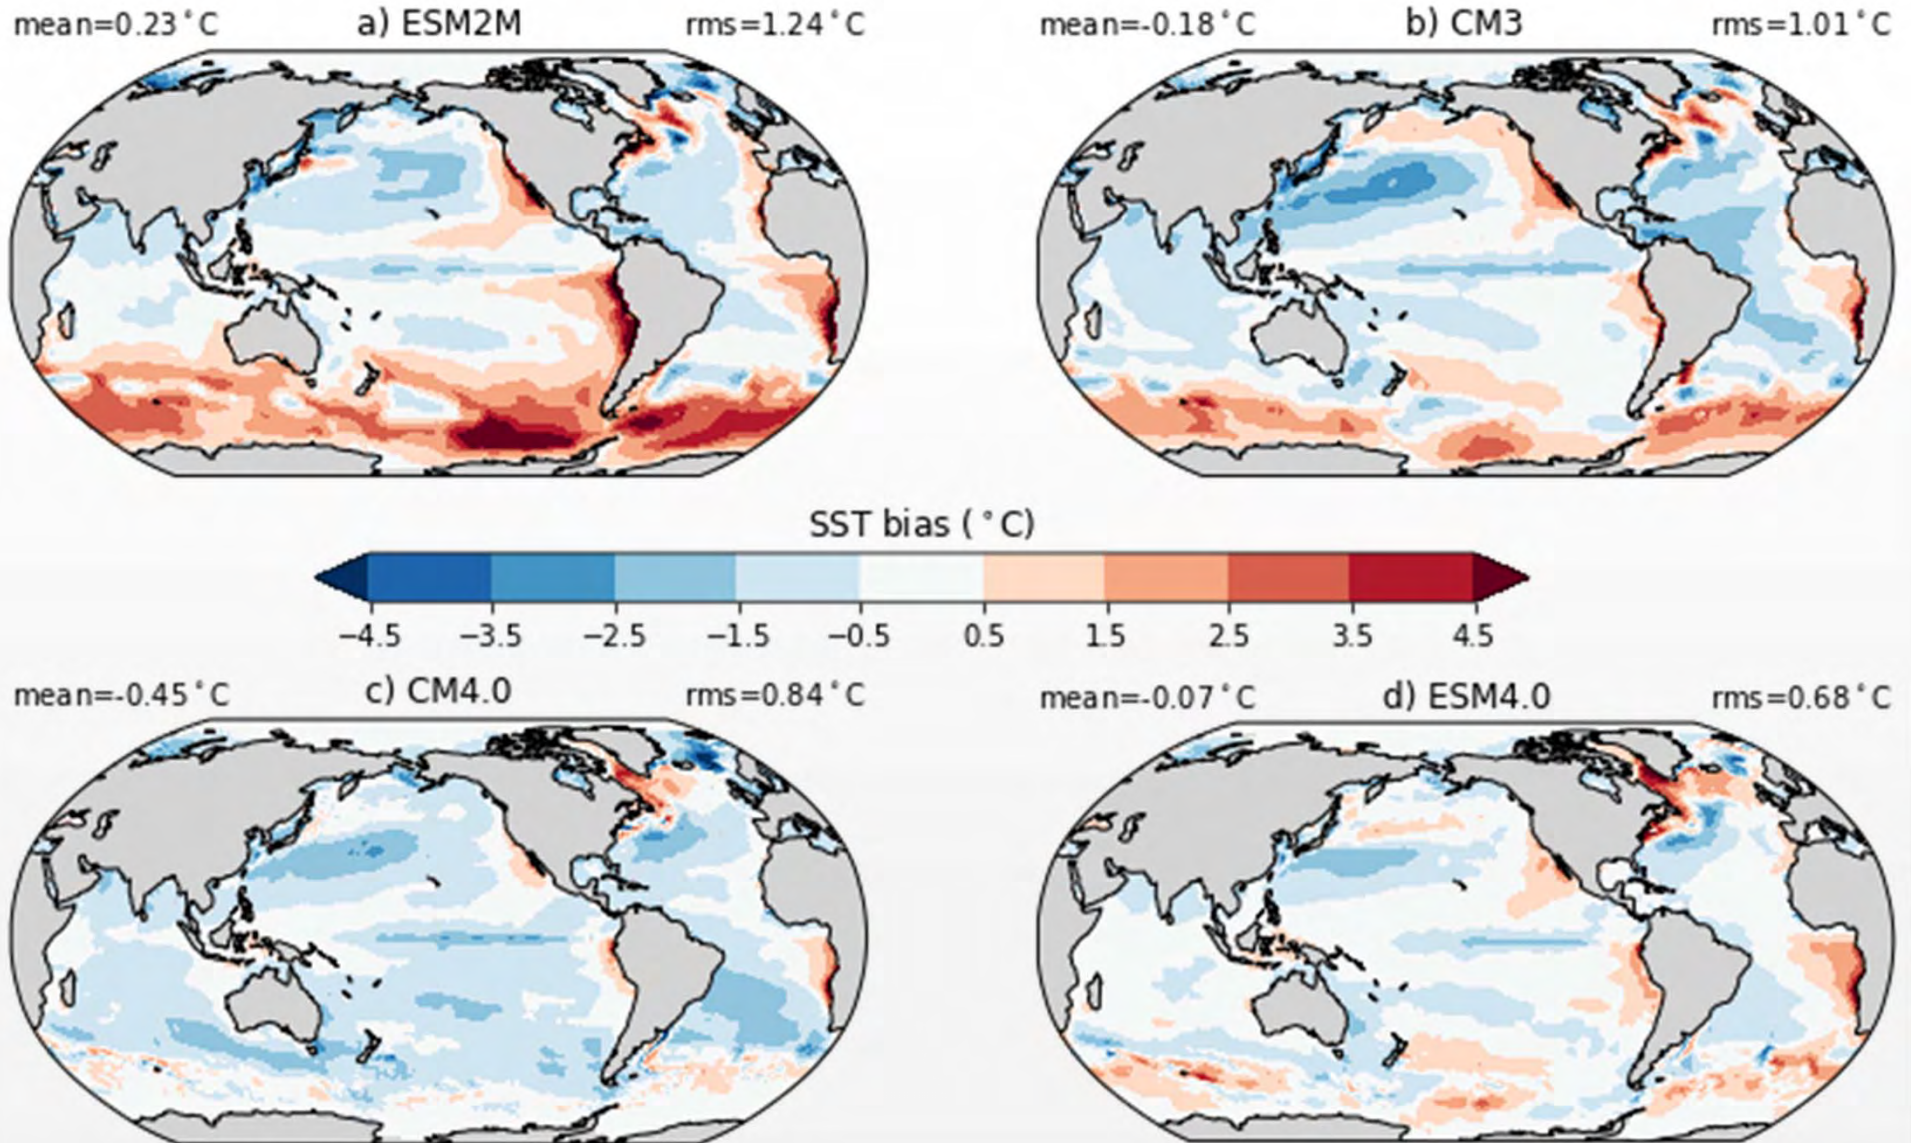 mean=0.23°C a) ESM2M rms=1.24°C
mean=-0.18°C b) CM3 rms=1.01°C
SST bias (°C)
−4.5 −3.5 −2.5 −1.5 −0.5 0.5 1.5 2.5 3.5 4.5
mean=-0.45°C c) CM4.0 rms=0.84°C
mean=-0.07°C d) ESM4.0 rms=0.68°C